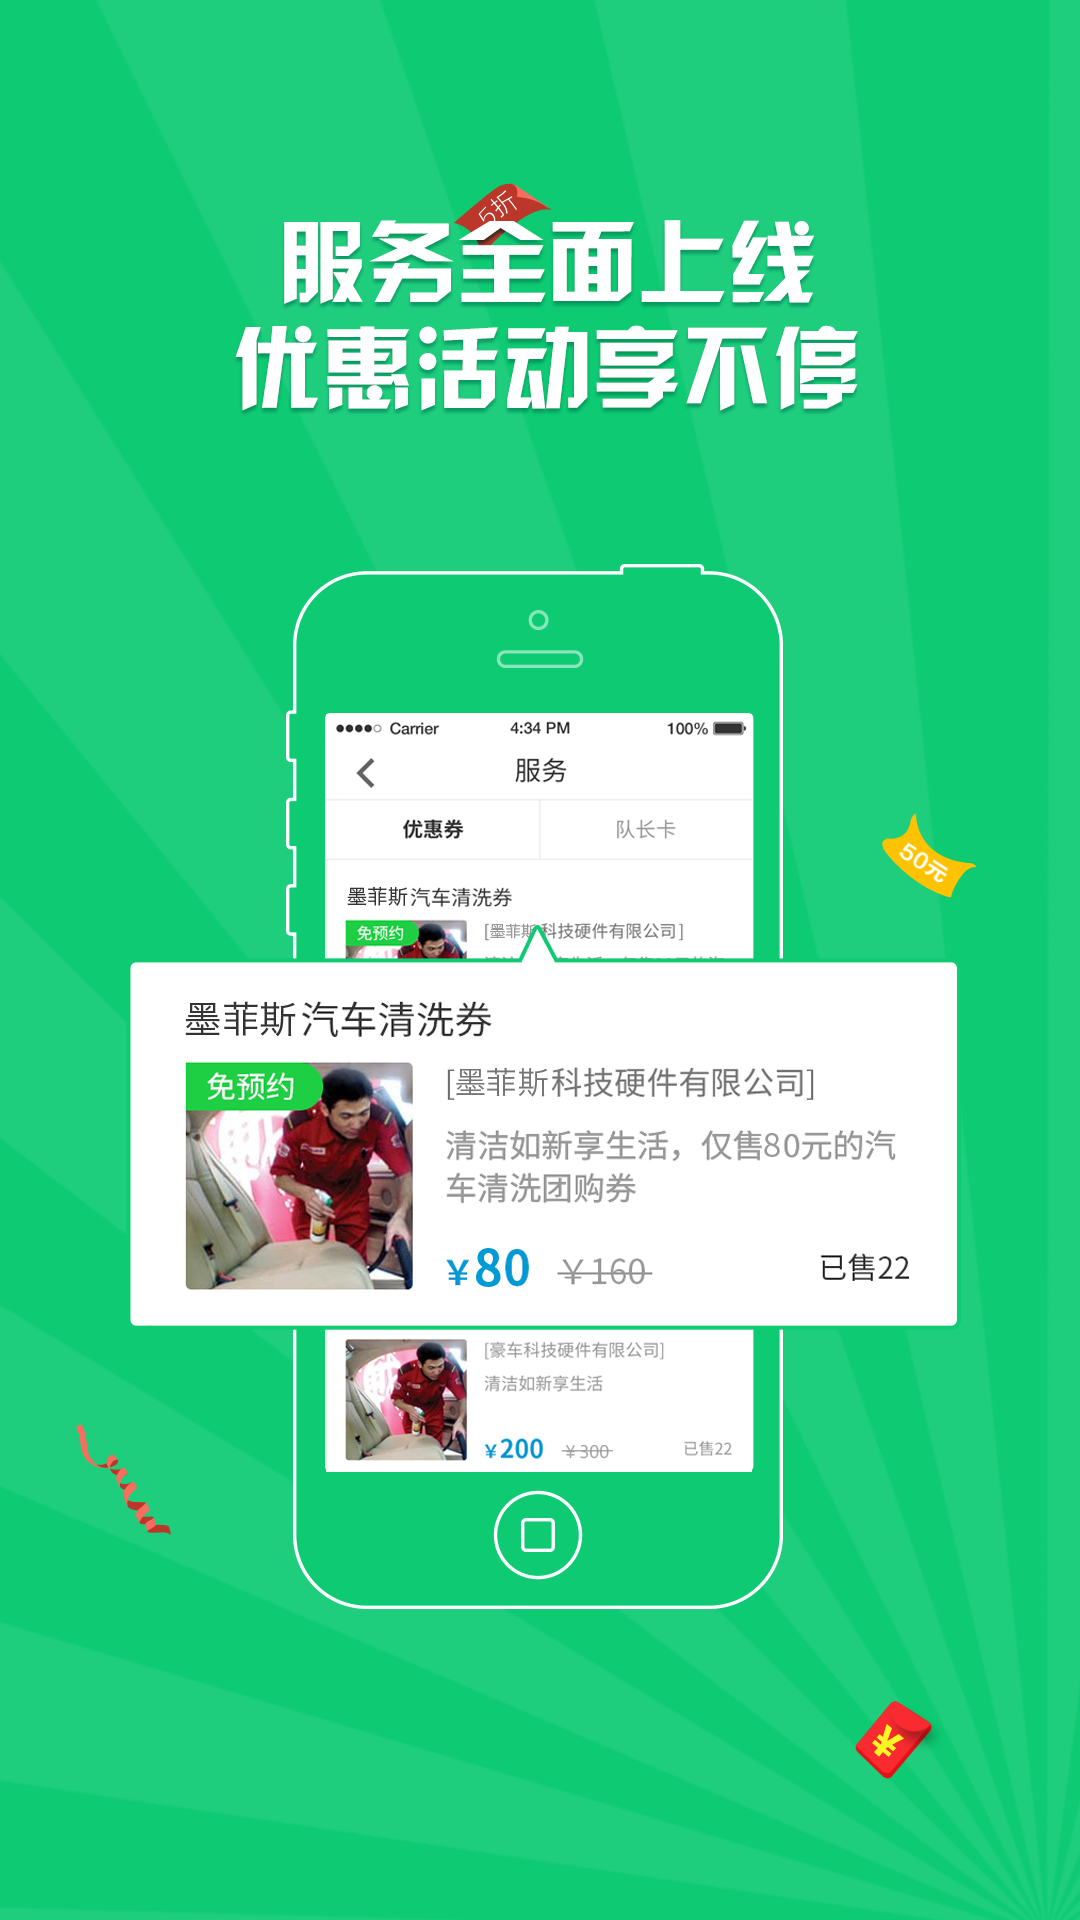 5折
服务全面上线
优惠活动享不停
Carrier 4:34 PM 100%
服务
优惠券 队长卡
50元
墨菲斯汽车清洗券
免预约 [墨菲斯科技硬件有限公司]
墨菲斯汽车清洗券
免预约 [墨菲斯科技硬件有限公司]
清洁如新享生活，仅售80元的汽
车清洗团购券
¥80 ¥160 已售22
[豪车科技硬件有限公司]
清洁如新享生活
¥200 ¥300 已售22
¥